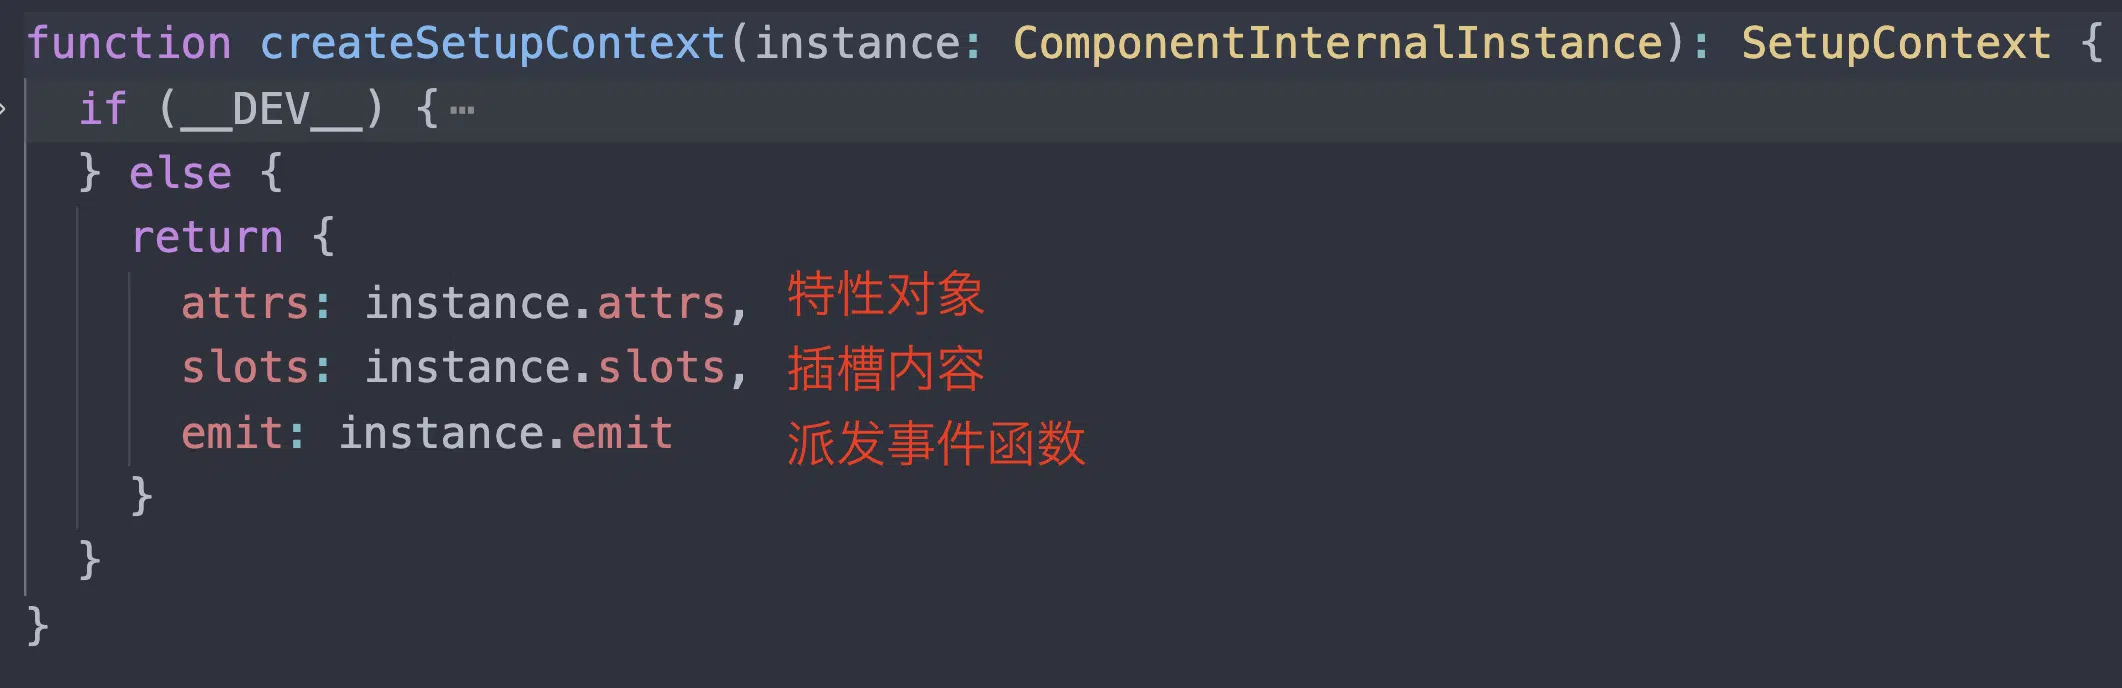 function createSetupContext(instance: ComponentInternalInstance): SetupContext {
if (__DEV__) {…
} else {
return {
attrs: instance.attrs, 特性对象
slots: instance.slots, 插槽内容
emit: instance.emit 派发事件函数
}
}
}